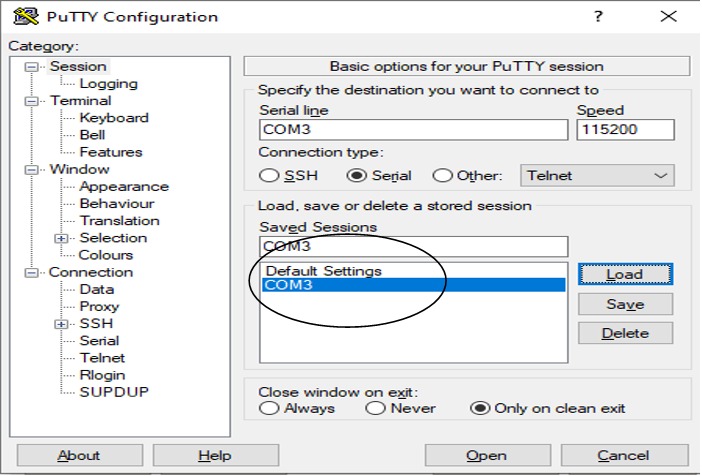 PuTTY Configuration ? ×
Category:
Session
Logging
Terminal
Keyboard
Bell
Features
Window
Appearance
Behaviour
Translation
Selection
Colours
Connection
Data
Proxy
SSH
Serial
Telnet
Rlogin
SUPDUP
Basic options for your PuTTY session
Specify the destination you want to connect to
Serial line Speed
COM3 115200
Connection type:
SSH Serial Other: Telnet
Load, save or delete a stored session
Saved Sessions
COM3
Default Settings
COM3
Load
Save
Delete
Close window on exit:
Always Never Only on clean exit
About Help Open Cancel